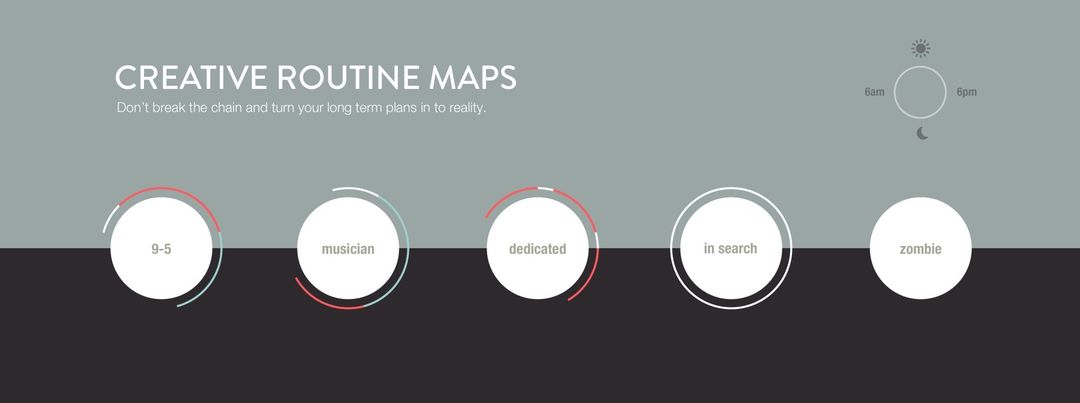 CREATIVE ROUTINE MAPS
Don't break the chain and turn your long term plans in to reality.
6am
6pm
9-5
musician
dedicated
in search
zombie